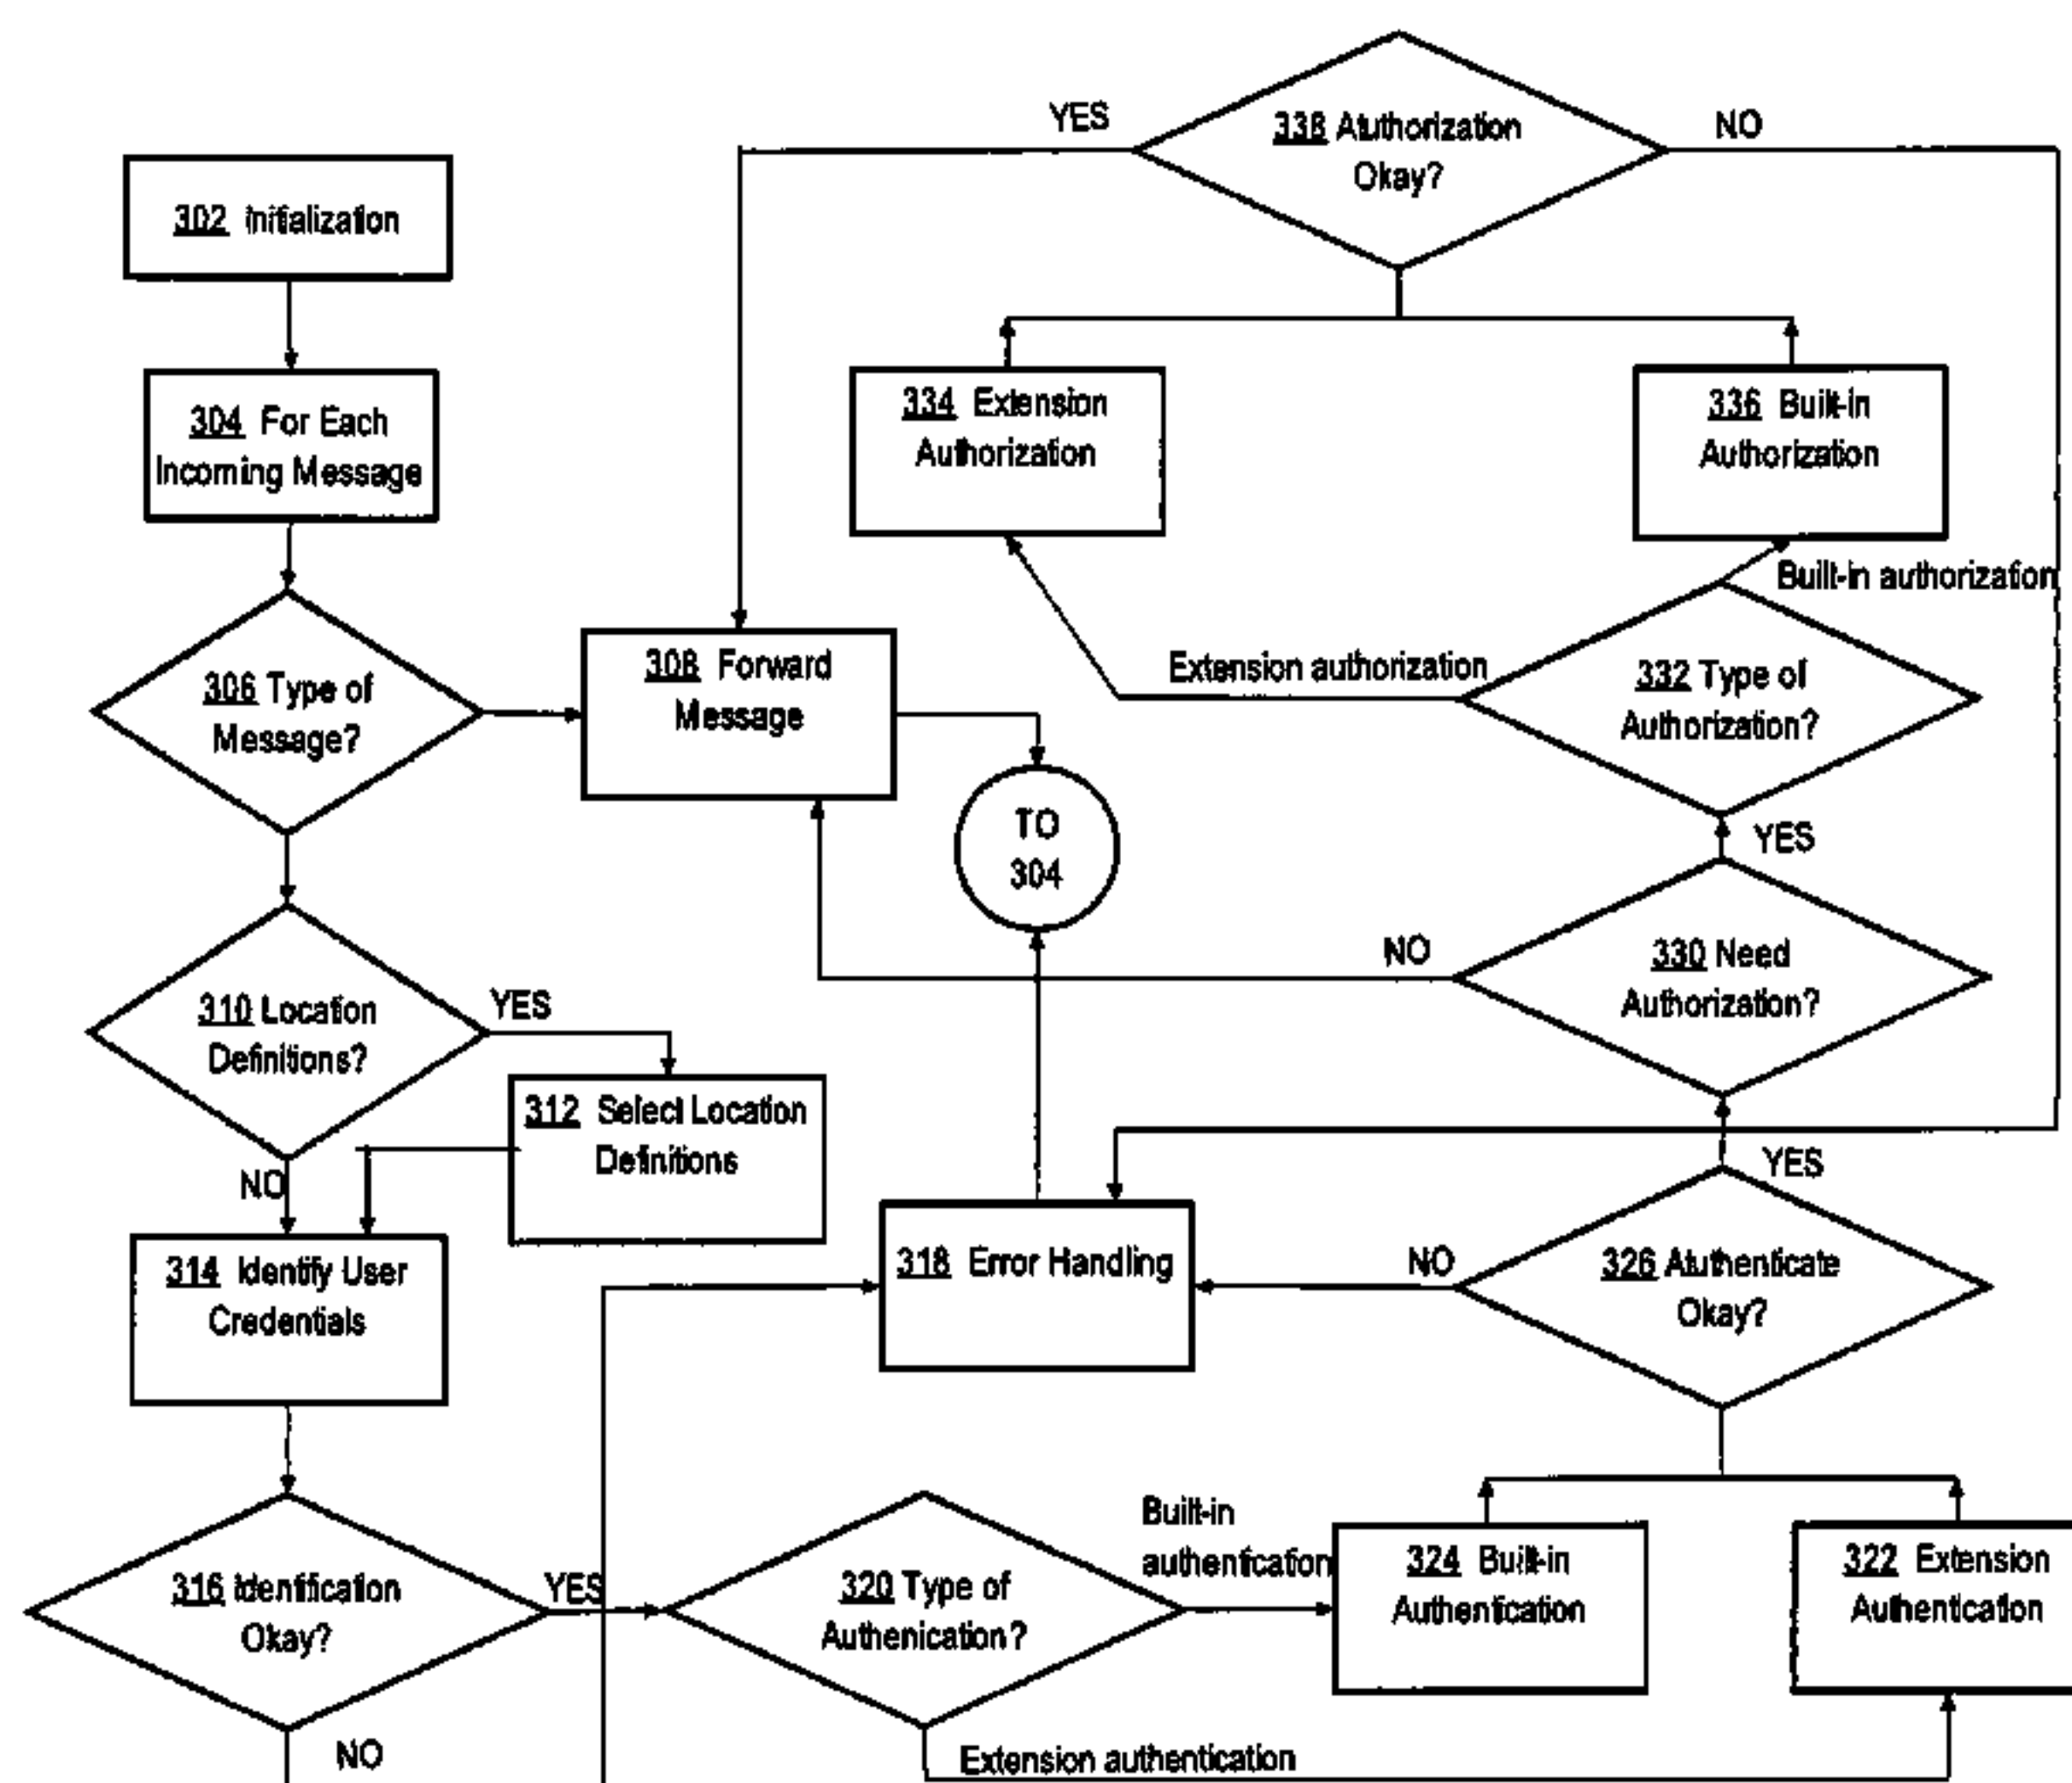 YES
338 Atuthorization
Okay?
NO
302 Initialization
304 For Each
Incoming Message
334 Extension
Authorization
336 Built-in
Authorization
Built-in authorization
306 Type of
Message?
308 Forward
Message
Extension authorization
332 Type of
Authorization?
TO
304
YES
310 Location
Definitions?
YES
NO
330 Need
Authorization?
312 Select Location
Definitions
NO
YES
314 Identify User
Credentials
318 Error Handling
NO
326 Atuthenticate
Okay?
316 Identification
Okay?
YES
320 Type of
Authenication?
Built-in
authentication
324 Built-in
Authentication
322 Extension
Authentication
NO
Extension authentication